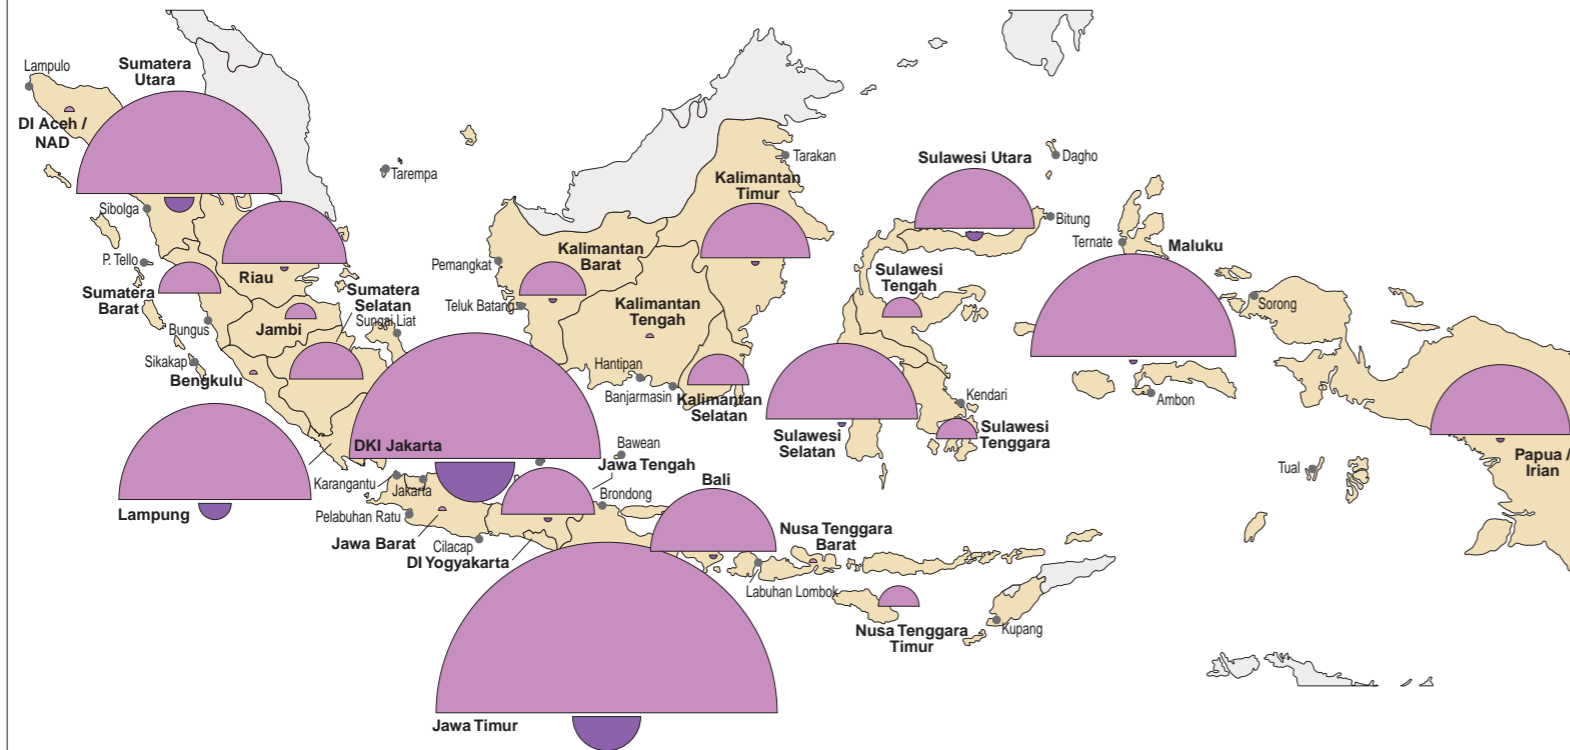 Lampulo
Sumatera
Utara
DI Aceh /
NAD
Sibolga
P. Tello
Sumatera
Barat
Riau
Bungus
Sikakap
Bengkulu
Jambi
Sumatera
Selatan
Sungai Liat
Tarempa
Lampung
DKI Jakarta
Karangantu
Jakarta
Pelabuhan Ratu
Jawa Barat
Cilacap
DI Yogyakarta
Jawa Tengah
Bawean
Brondong
Jawa Timur
Bali
Labuhan Lombok
Nusa Tenggara
Barat
Nusa Tenggara
Timur
Kupang
Pemangkat
Teluk Batang
Kalimantan
Barat
Kalimantan
Tengah
Hantipan
Banjarmasin
Kalimantan
Selatan
Kalimantan
Timur
Tarakan
Sulawesi Utara
Dagho
Bitung
Sulawesi
Tengah
Sulawesi
Selatan
Kendari
Sulawesi
Tenggara
Ternate
Maluku
Ambon
Sorong
Tual
Papua /
Irian